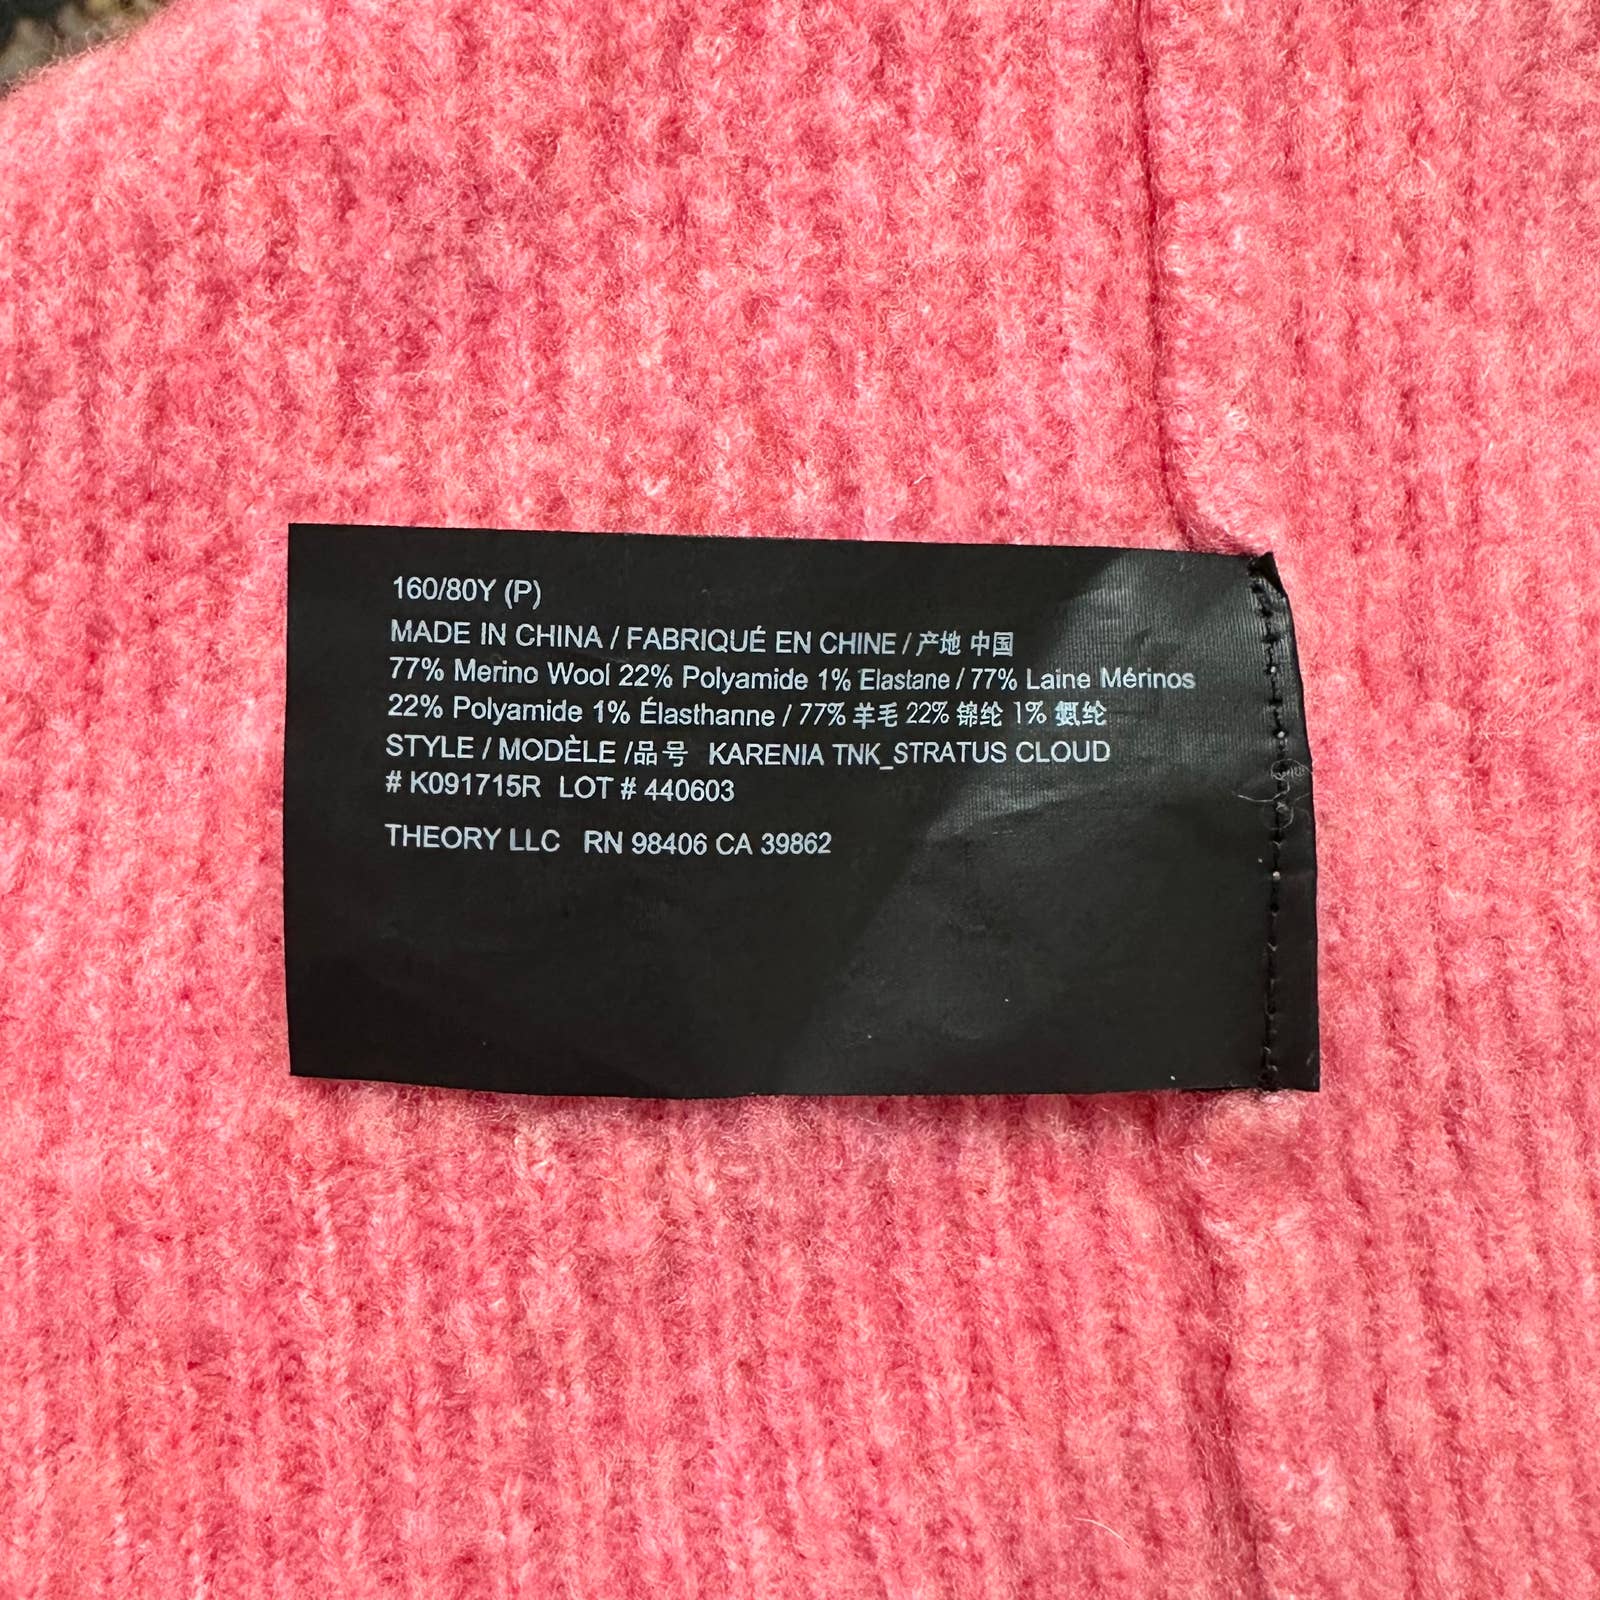 160/80Y (P)
MADE IN CHINA / FABRIQUÉ EN CHINE / 产地 中国
77% Merino Wool 22% Polyamide 1% Elastane / 77% Laine Mérinos
22% Polyamide 1% Élasthanne / 77% 羊毛 22% 锦纶 1% 氨纶
STYLE / MODÈLE /品号 KARENIA TNK_STRATUS CLOUD
# K091715R LOT # 440603
THEORY LLC RN 98406 CA 39862